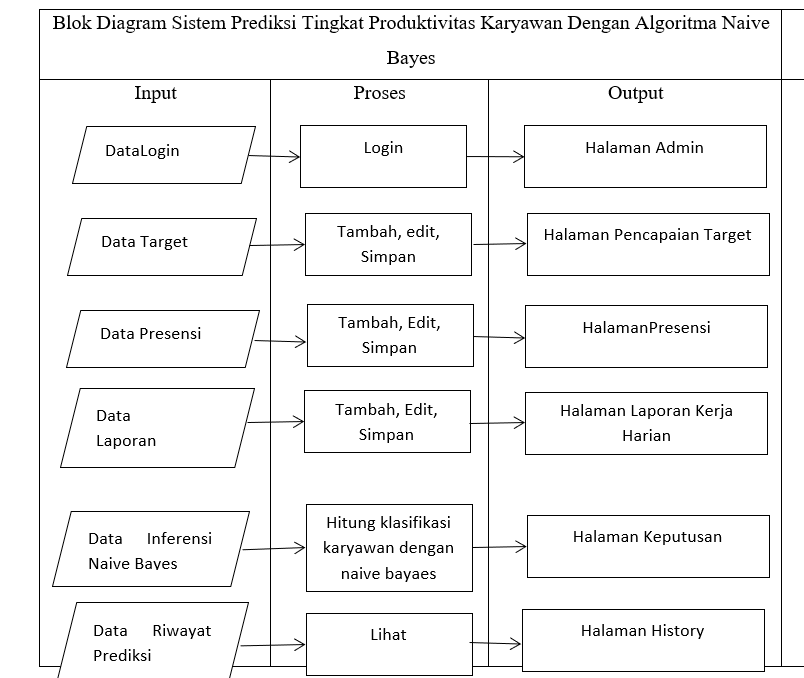 Blok Diagram Sistem Prediksi Tingkat Produktivitas Karyawan Dengan Algoritma Naive
Bayes
Input
Proses
Output
DataLogin
Login
Halaman Admin
Data Target
Tambah, edit,
Simpan
Halaman Pencapaian Target
Data Presensi
Tambah, Edit,
Simpan
HalamanPresensi
Data
Laporan
Tambah, Edit,
Simpan
Halaman Laporan Kerja
Harian
Data Inferensi
Naive Bayes
Hitung klasifikasi
karyawan dengan
naive bayaes
Halaman Keputusan
Data Riwayat
Prediksi
Lihat
Halaman History